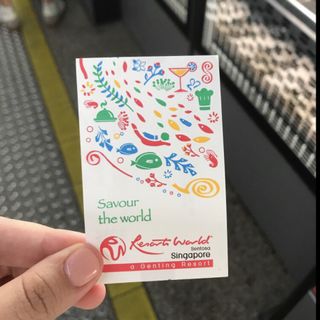 Savour
the world
Resorts World
Sentosa
Singapore
a Genting Resort